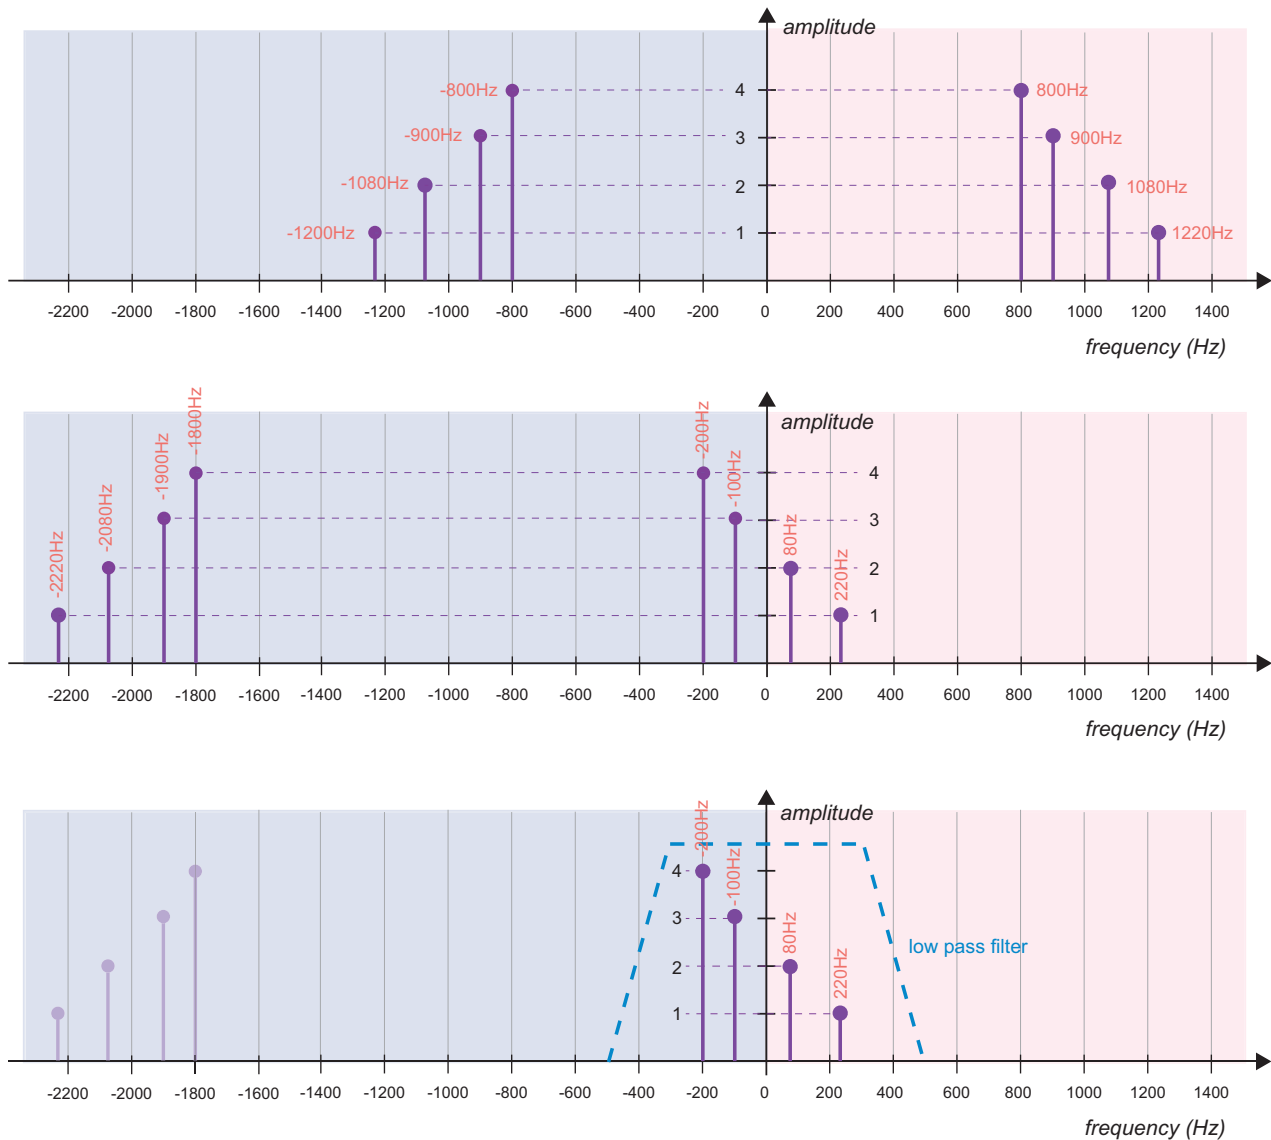 amplitude
-800Hz 4 800Hz
-900Hz 3 900Hz
-1080Hz 2 1080Hz
-1200Hz 1 1220Hz
-2200 -2000 -1800 -1600 -1400 -1200 -1000 -800 -600 -400 -200 0 200 400 600 800 1000 1200 1400
frequency (Hz)
amplitude
-2220Hz -2080Hz -1900Hz -1800Hz -200Hz -100Hz 80Hz 220Hz
4
3
2
1
-2200 -2000 -1800 -1600 -1400 -1200 -1000 -800 -600 -400 -200 0 200 400 600 800 1000 1200 1400
frequency (Hz)
amplitude
-200Hz -100Hz 80Hz 220Hz
4
3
low pass filter
2
1
-2200 -2000 -1800 -1600 -1400 -1200 -1000 -800 -600 -400 -200 0 200 400 600 800 1000 1200 1400
frequency (Hz)